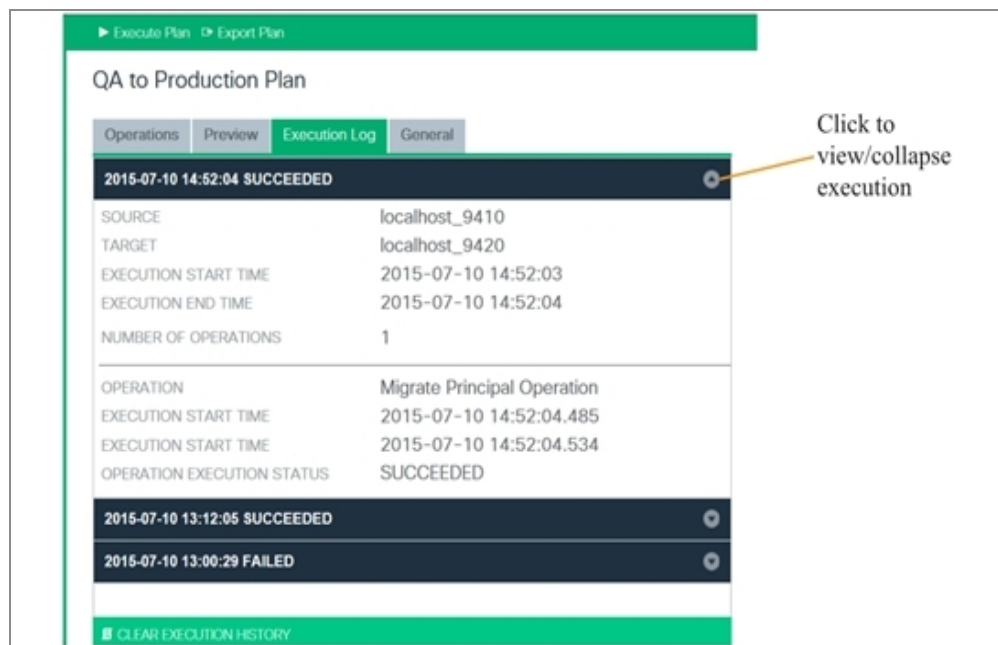 Execute Plan Export Plan
QA to Production Plan
Operations Preview Execution Log General
Click to
view/collapse
execution
2015-07-10 14:52:04 SUCCEEDED
SOURCE localhost_9410
TARGET localhost_9420
EXECUTION START TIME 2015-07-10 14:52:03
EXECUTION END TIME 2015-07-10 14:52:04
NUMBER OF OPERATIONS 1
OPERATION Migrate Principal Operation
EXECUTION START TIME 2015-07-10 14:52:04.485
EXECUTION START TIME 2015-07-10 14:52:04.534
OPERATION EXECUTION STATUS SUCCEEDED
2015-07-10 13:12:05 SUCCEEDED
2015-07-10 13:00:29 FAILED
CLEAR EXECUTION HISTORY